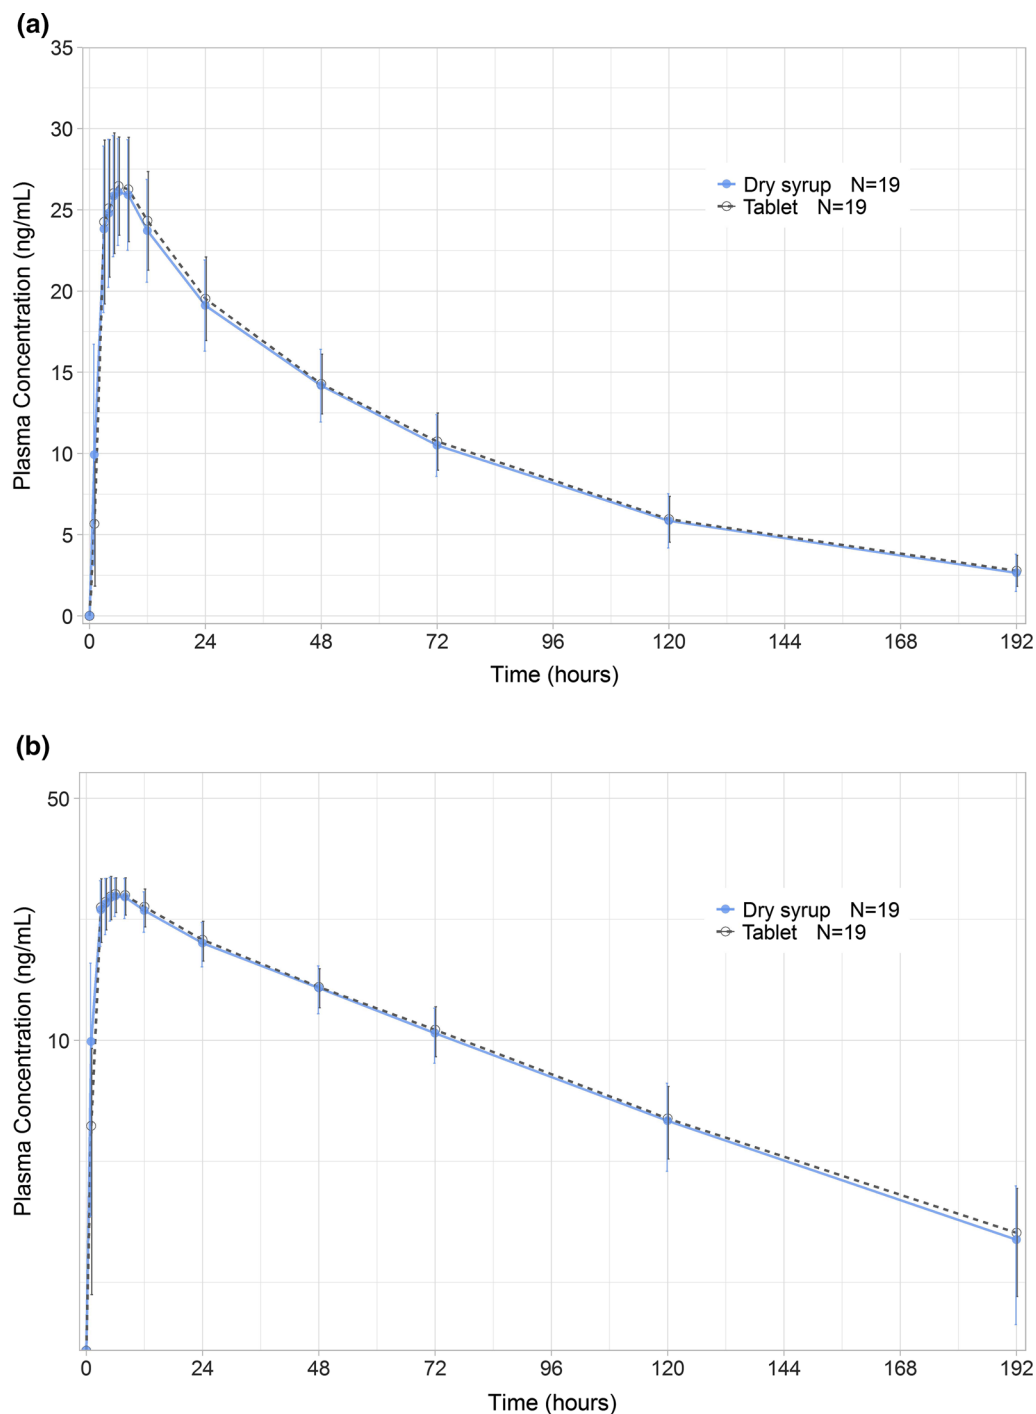 (a)
35
30
25
20
15
10
5
0
Plasma Concentration (ng/mL)
Dry syrup N=19
Tablet N=19
0 24 48 72 96 120 144 168 192
Time (hours)
(b)
50
10
Plasma Concentration (ng/mL)
Dry syrup N=19
Tablet N=19
0 24 48 72 96 120 144 168 192
Time (hours)